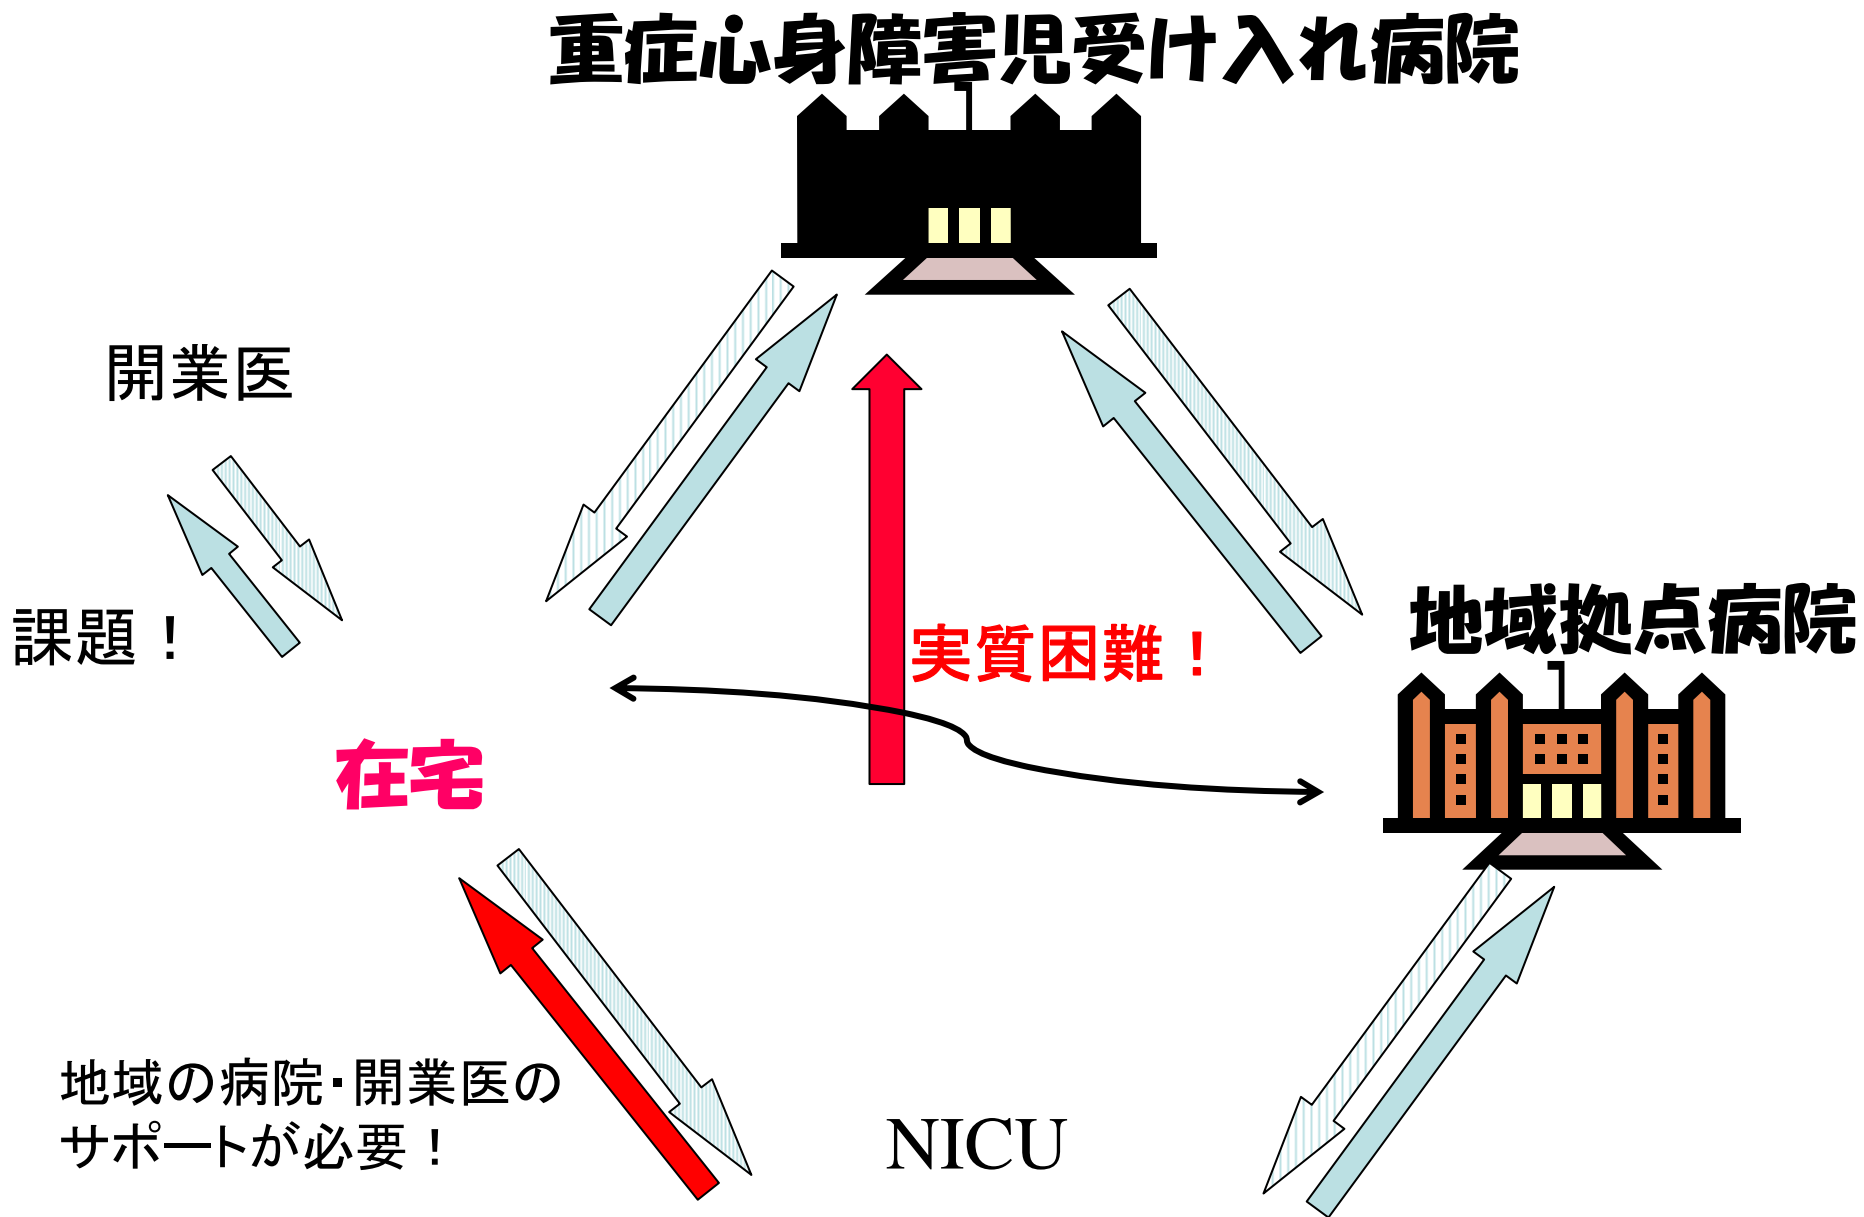 重症心身障害児受け入れ病院
開業医
課題！
実質困難！
地域拠点病院
在宅
地域の病院・開業医の
サポートが必要！
NICU